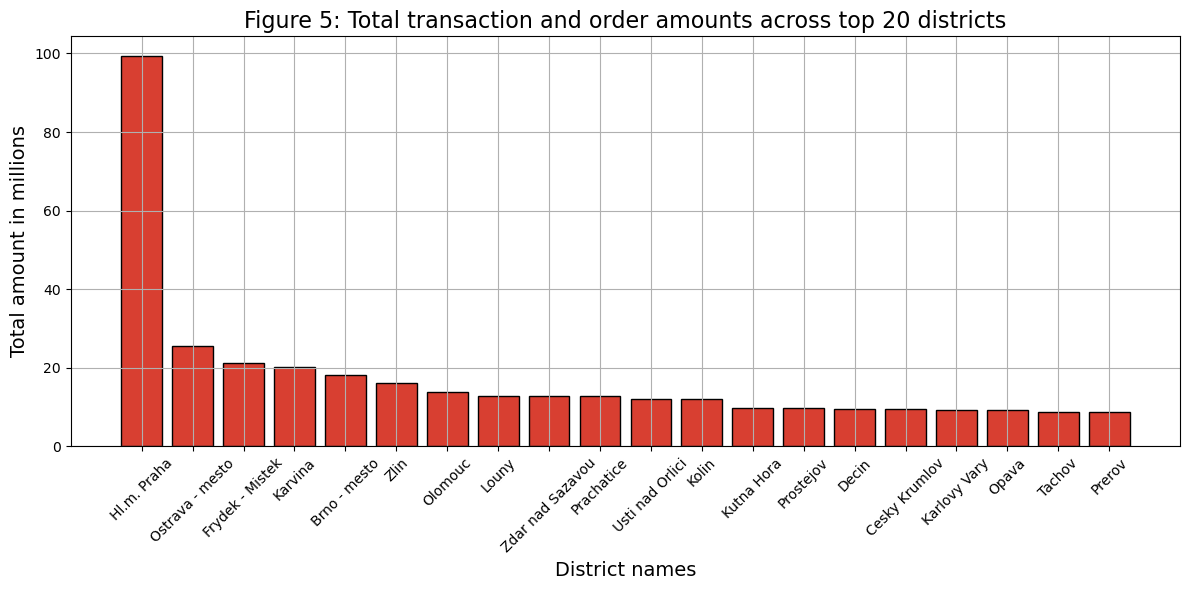 Figure 5: Total transaction and order amounts across top 20 districts
Total amount in millions
100
80
60
40
20
0
Hl.m. Praha
Ostrava - mesto
Frydek - Mistek
Karvina
Brno - mesto
Zlin
Olomouc
Louny
Zdar nad Sazavou
Prachatice
Usti nad Orlici
Kolin
Kutna Hora
Prostejov
Decin
Cesky Krumlov
Karlovy Vary
Opava
Tachov
Prerov
District names